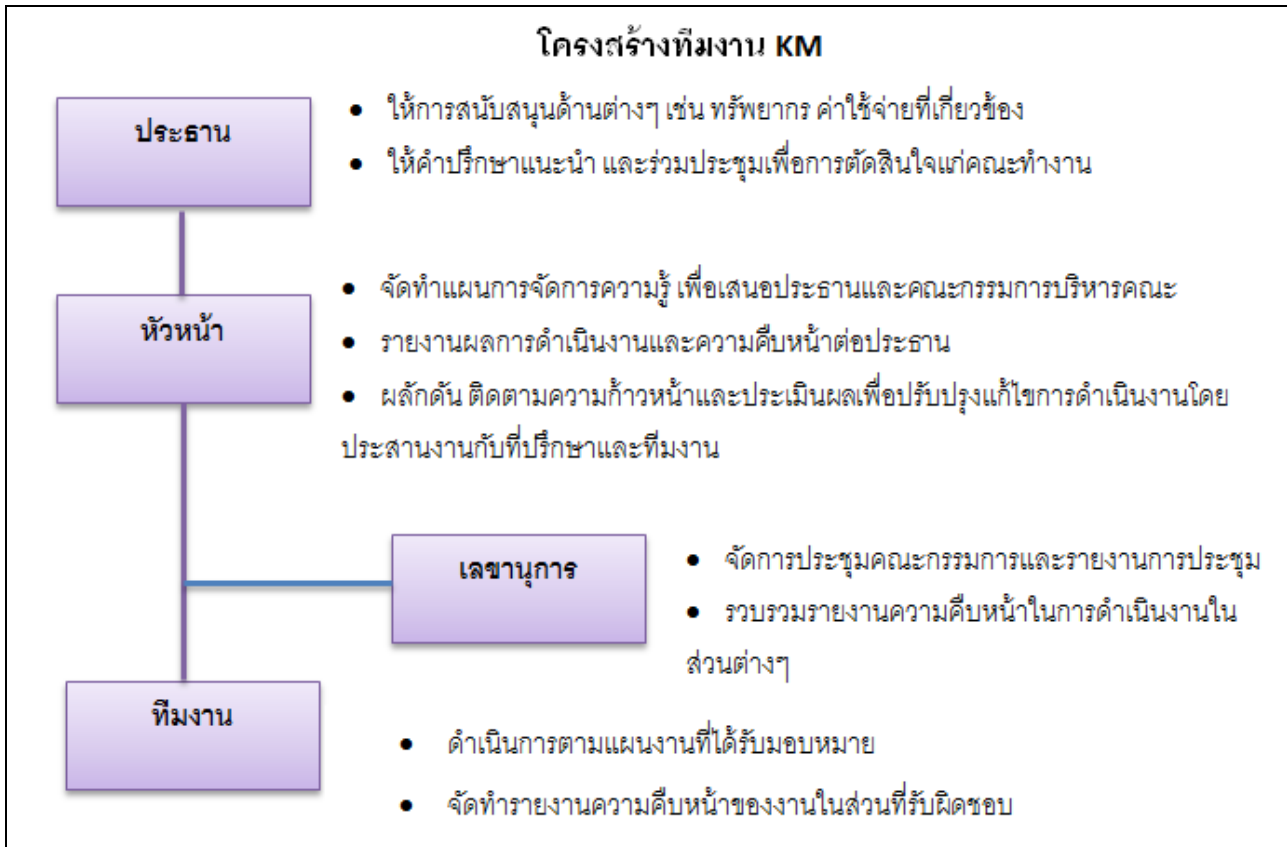 โครงสร้างทีมงาน KM
ประธาน
• ให้การสนับสนุนด้านต่างๆ เช่น ทรัพยากร ค่าใช้จ่ายที่เกี่ยวข้อง
• ให้คำปรึกษาแนะนำ และร่วมประชุมเพื่อการตัดสินใจแก่คณะทำงาน
หัวหน้า
• จัดทำแผนการจัดการความรู้ เพื่อเสนอประธานและคณะกรรมการบริหารคณะ
• รายงานผลการดำเนินงานและความคืบหน้าต่อประธาน
• ผลักดัน ติดตามความก้าวหน้าและประเมินผลเพื่อปรับปรุงแก้ไขการดำเนินงานโดย
ประสานงานกับที่ปรึกษาและทีมงาน
เลขานุการ
• จัดการประชุมคณะกรรมการและรายงานการประชุม
• รวบรวมรายงานความคืบหน้าในการดำเนินงานใน
ส่วนต่างๆ
ทีมงาน
• ดำเนินการตามแผนงานที่ได้รับมอบหมาย
• จัดทำรายงานความคืบหน้าของงานในส่วนที่รับผิดชอบ